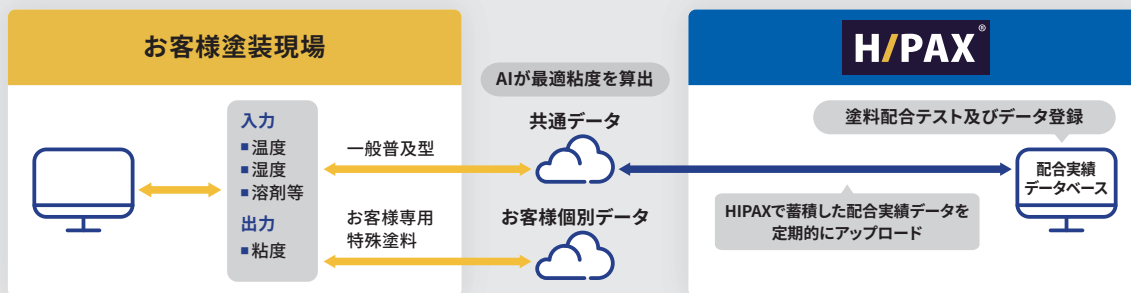 お客様塗装現場
入力
■温度
■湿度
■溶剤等
出力
■粘度
一般普及型
お客様専用
特殊塗料
AIが最適粘度を算出
共通データ
お客様個別データ
H/PAX®
塗料配合テスト及びデータ登録
配合実績
データベース
HIPAXで蓄積した配合実績データを
定期的にアップロード